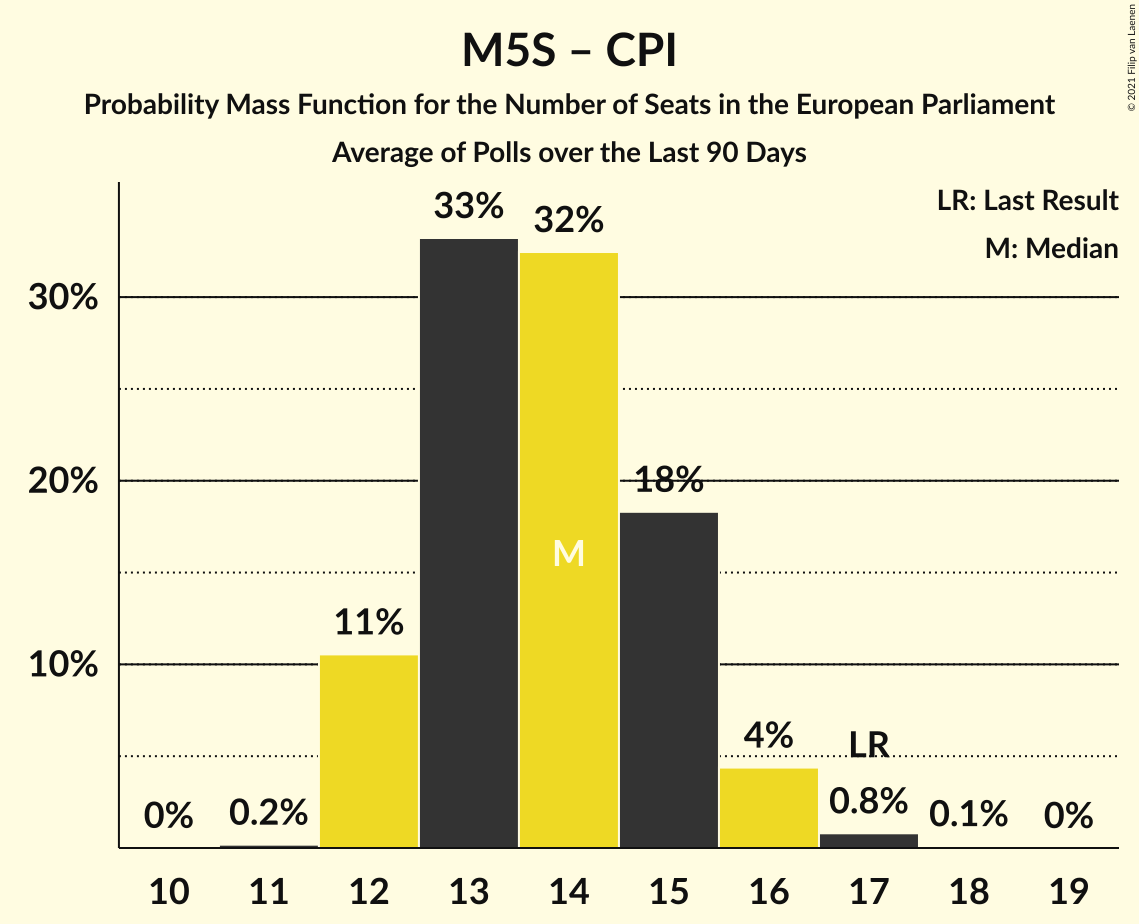 M5S – CPI
Probability Mass Function for the Number of Seats in the European Parliament
Average of Polls over the Last 90 Days
© 2021 Filip van Laenen
LR: Last Result
M: Median
33%
32%
30%
20%
18%
M
11%
10%
4%
LR
0%
0.2%
0.8%
0.1%
0%
10 11 12 13 14 15 16 17 18 19